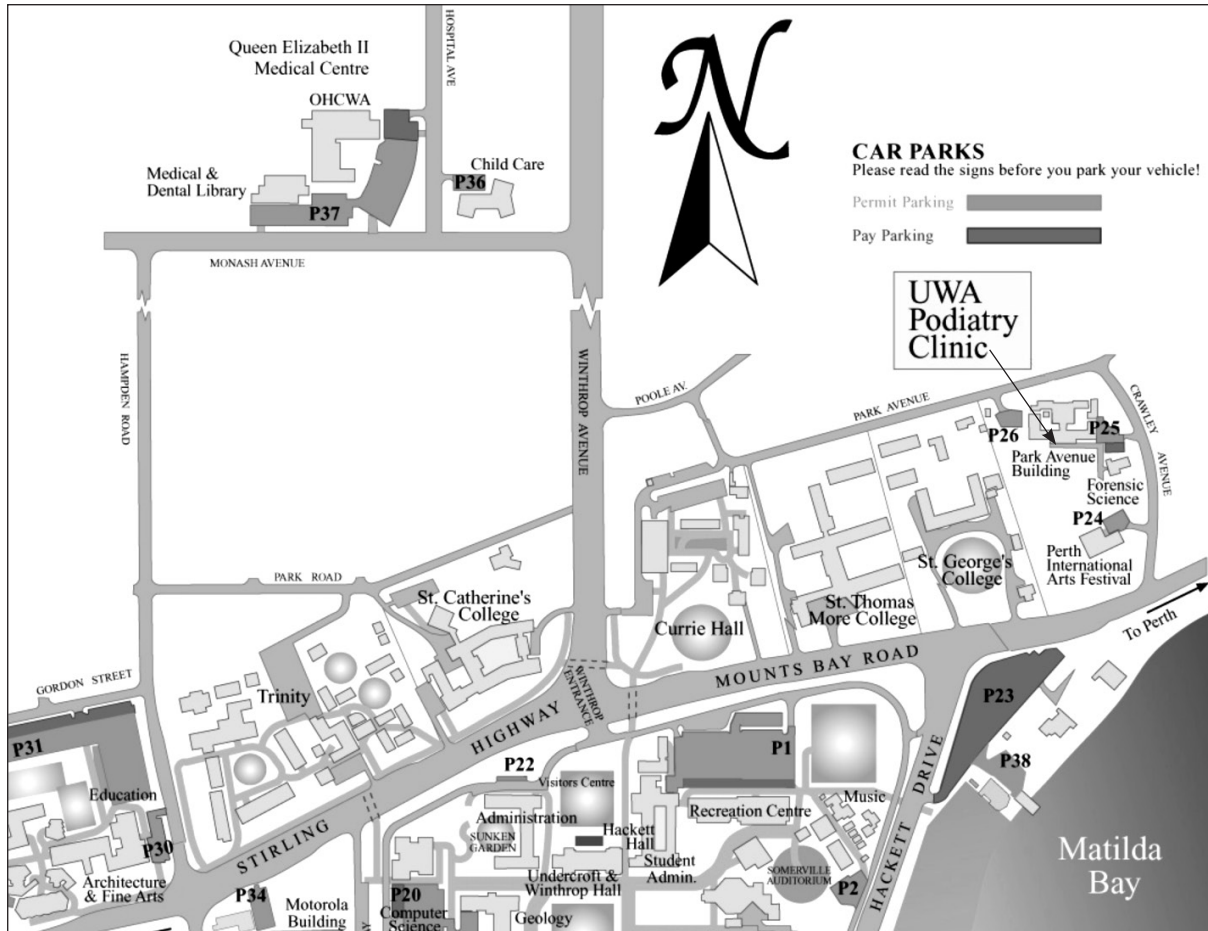 Queen Elizabeth II
Medical Centre
OHCWA
HOSPITAL AVE
N
Medical &
Dental Library
P37
Child Care
P36
CAR PARKS
Please read the signs before you park your vehicle!
Permit Parking
Pay Parking
MONASH AVENUE
UWA
Podiatry
Clinic
HAMPDEN ROAD
WINTHROP AVENUE
POOLE AV.
PARK AVENUE
CRAWLEY
AVENUE
P26
P25
Park Avenue
Building
Forensic
Science
P24
Perth
International
Arts Festival
PARK ROAD
St. Catherine's
College
Currie Hall
St. Thomas
More College
St. George's
College
To Perth
GORDON STREET
Trinity
WINTHROP
ENTRANCE
MOUNTS BAY ROAD
STIRLING HIGHWAY
P31
Education
P30
Architecture
& Fine Arts
P34
Motorola
Building
AY
P22
Visitors Centre
Administration
SUNKEN
GARDEN
Hackett
Hall
Undercroft &
Winthrop Hall
Student
Admin.
P20
Computer
Science
Geology
P1
Recreation Centre
Music
SOMERVILLE
AUDITORIUM
P2
HACKETT DRIVE
P23
P38
Matilda
Bay